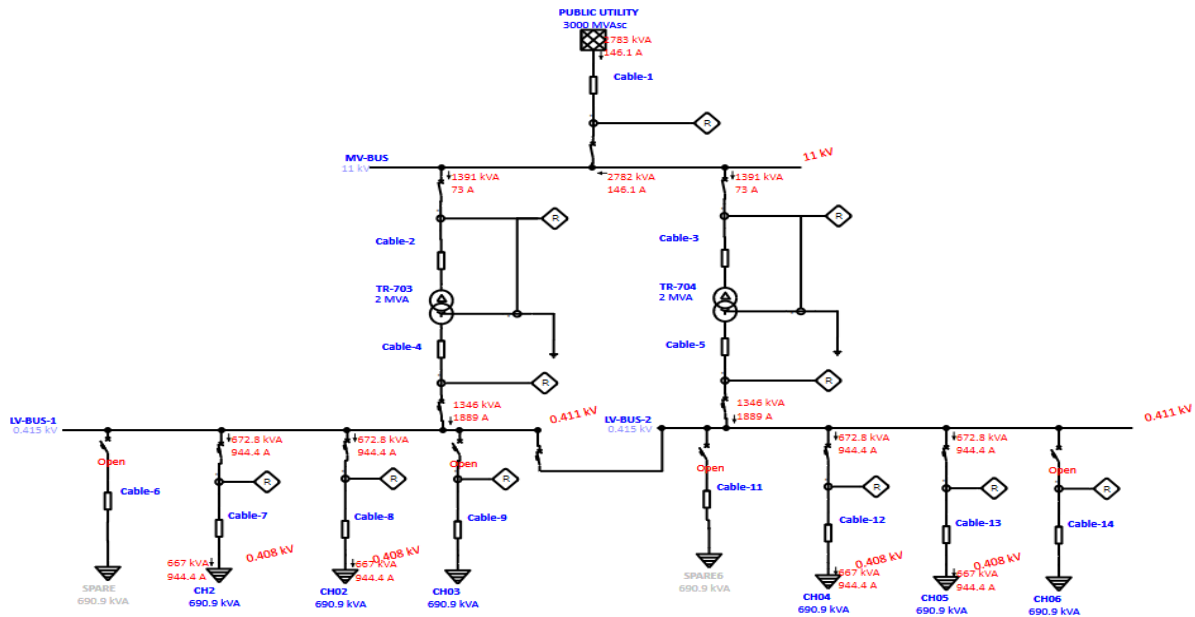 PUBLIC UTILITY
3000 MVAsc
2783 kVA
146.1 A
Cable-1
R
MV-BUS
11 kV
11 kV
1391 kVA
73 A
2782 kVA
146.1 A
1391 kVA
73 A
R
R
Cable-2
Cable-3
TR-703
2 MVA
TR-704
2 MVA
Cable-4
Cable-5
R
R
1346 kVA
1889 A
1346 kVA
1889 A
LV-BUS-1
0.415 kV
0.411 kV
LV-BUS-2
0.415 kV
0.411 kV
672.8 kVA
944.4 A
672.8 kVA
944.4 A
672.8 kVA
944.4 A
672.8 kVA
944.4 A
Open
Open
Open
Open
R
R
R
R
R
R
Cable-6
Cable-7
Cable-8
Cable-9
Cable-11
Cable-12
Cable-13
Cable-14
0.408 kV
0.408 kV
0.408 kV
0.408 kV
667 kVA
944.4 A
667 kVA
944.4 A
667 kVA
944.4 A
667 kVA
944.4 A
SPARE
690.9 kVA
CH2
690.9 kVA
CH02
690.9 kVA
CH03
690.9 kVA
SPARE6
690.9 kVA
CH04
690.9 kVA
CH05
690.9 kVA
CH06
690.9 kVA